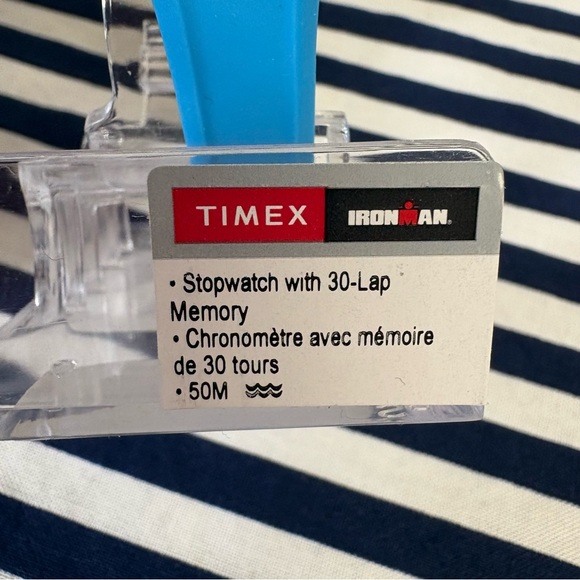 TIMEX IRONMAN
• Stopwatch with 30-Lap
Memory
• Chronomètre avec mémoire
de 30 tours
• 50M